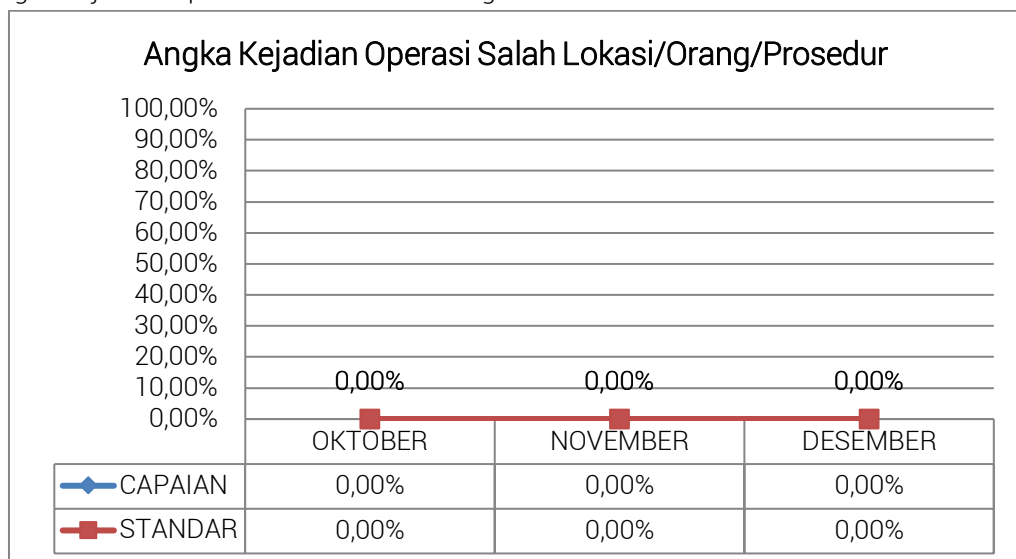 Angka Kejadian Operasi Salah Lokasi/Orang/Prosedur
100,00%
90,00%
80,00%
70,00%
60,00%
50,00%
40,00%
30,00%
20,00%
10,00%
0,00%
0,00% 0,00% 0,00%
OKTOBER NOVEMBER DESEMBER
CAPAIAN 0,00% 0,00% 0,00%
STANDAR 0,00% 0,00% 0,00%